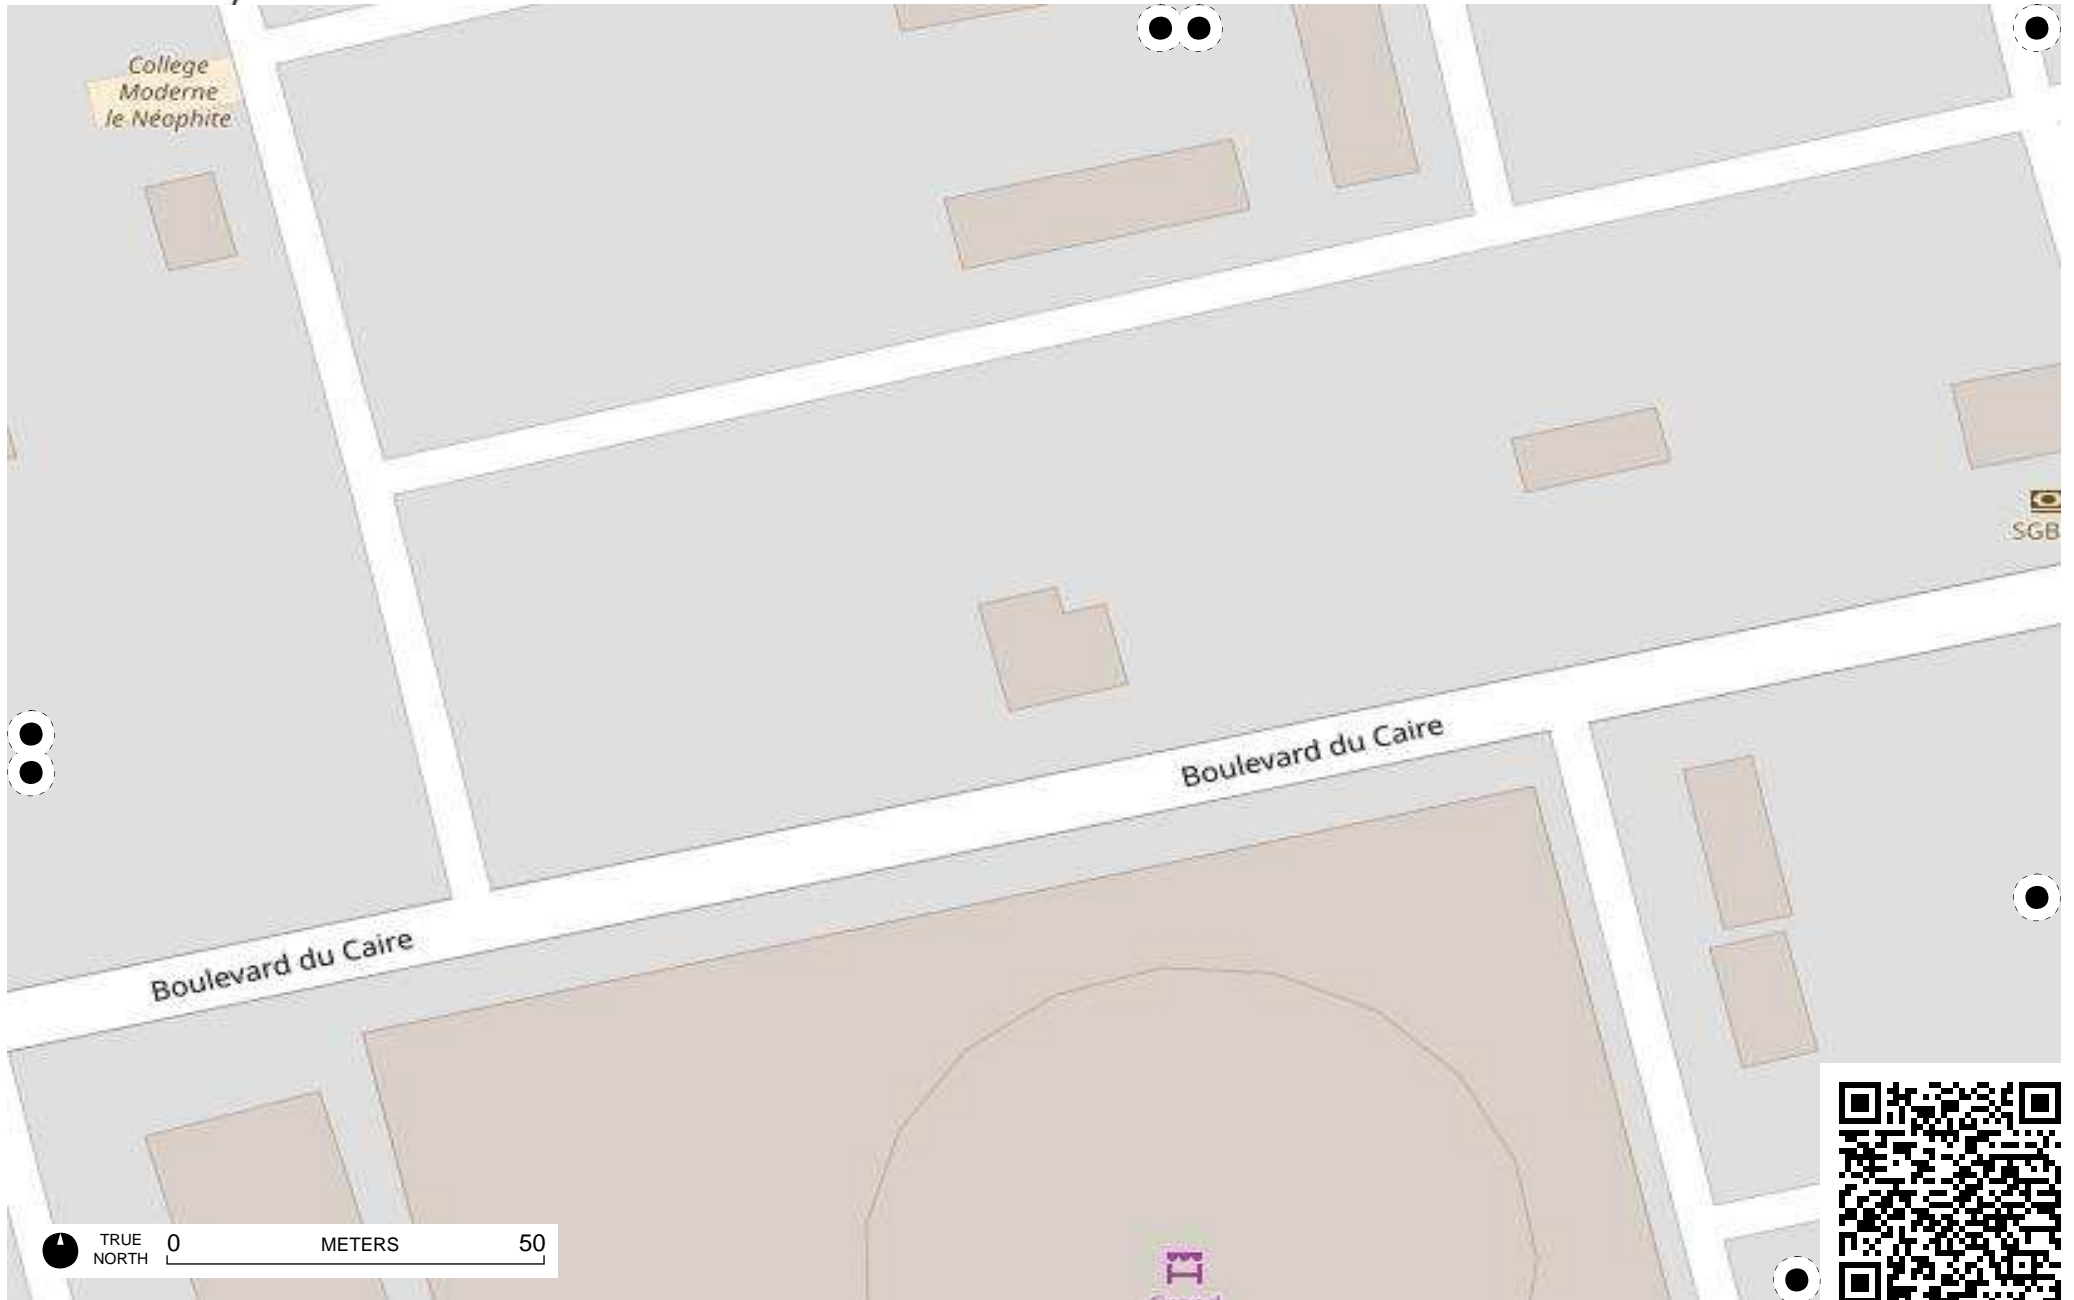 College
Moderne
le Néophite
SGB
Boulevard du Caire
Boulevard du Caire
TRUE
NORTH
0 METERS 50